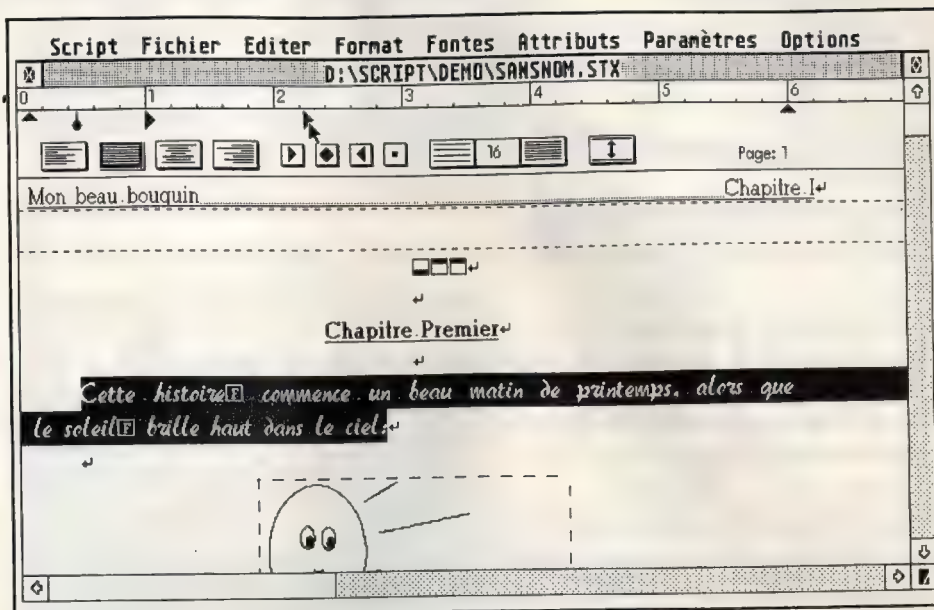 Script Fichier Editer Format Fontes Attributs Paramètres Options
D:\SCRIPT\DEMO\SANSNOM.STX
0 1 2 3 4 5 6
16 Page: 1
Mon beau bouquin Chapitre I
Chapitre Premier
Cette histoire F commence un beau matin de printemps, alors que
le soleil F brille haut dans le ciel.